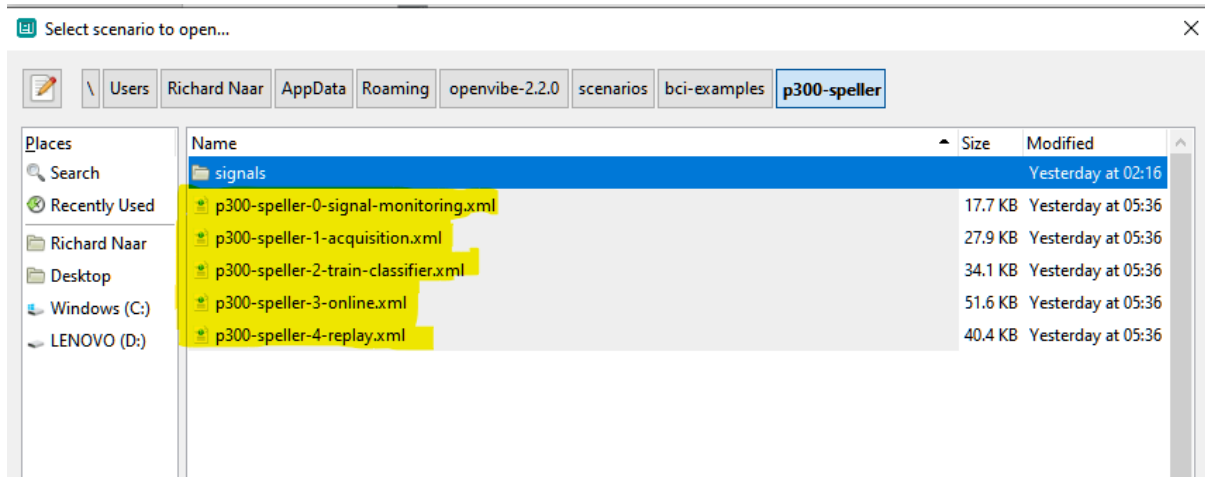 Select scenario to open...
\ Users Richard Naar AppData Roaming openvibe-2.2.0 scenarios bci-examples p300-speller
Places Name Size Modified
Search signals Yesterday at 02:16
Recently Used p300-speller-0-signal-monitoring.xml 17.7 KB Yesterday at 05:36
Richard Naar p300-speller-1-acquisition.xml 27.9 KB Yesterday at 05:36
Desktop p300-speller-2-train-classifier.xml 34.1 KB Yesterday at 05:36
Windows (C:) p300-speller-3-online.xml 51.6 KB Yesterday at 05:36
LENOVO (D:) p300-speller-4-replay.xml 40.4 KB Yesterday at 05:36